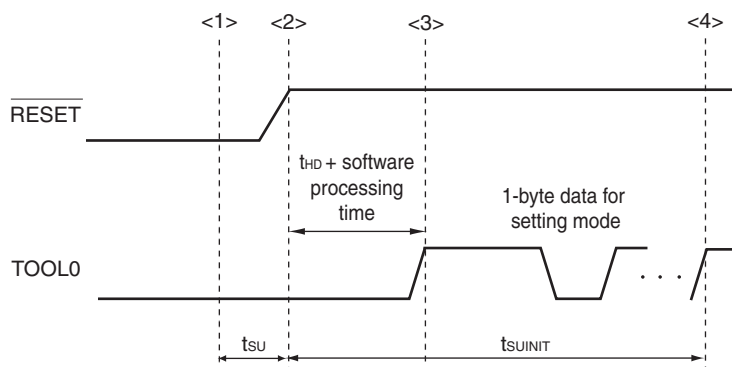 <1> <2> <3> <4>
RESET
tHD + software
processing
time
1-byte data for
setting mode
TOOL0
. . .
tSU
tSUINIT